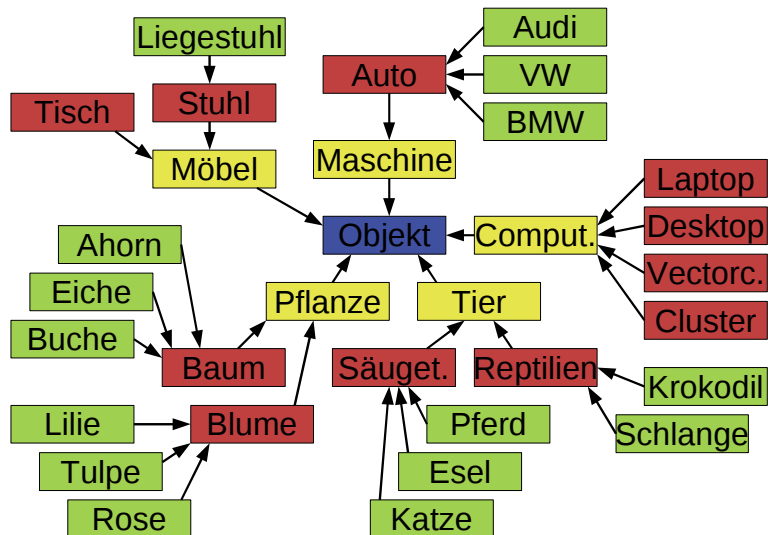 Liegestuhl
Audi
Auto
VW
Tisch
Stuhl
BMW
Möbel
Maschine
Laptop
Desktop
Objekt
Comput.
Ahorn
Vectorc.
Eiche
Pflanze
Tier
Cluster
Buche
Baum
Säuget.
Reptilien
Krokodil
Lilie
Blume
Pferd
Schlange
Tulpe
Esel
Rose
Katze